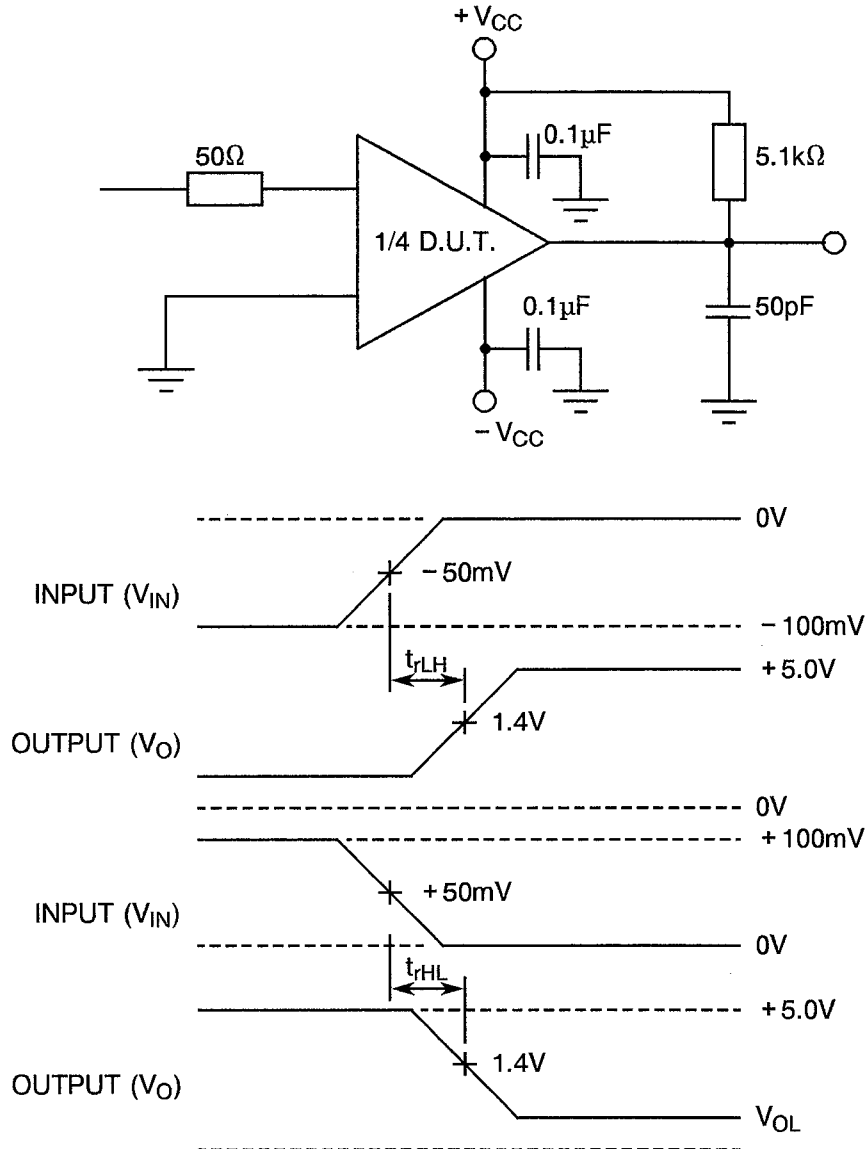 + VCC
0.1µF
50Ω
5.1kΩ
1/4 D.U.T.
0.1µF
50pF
– VCC
0V
– 50mV
INPUT (VIN)
– 100mV
trLH
+ 5.0V
1.4V
OUTPUT (VO)
0V
+ 100mV
+ 50mV
INPUT (VIN)
0V
trHL
+ 5.0V
1.4V
OUTPUT (VO)
VOL